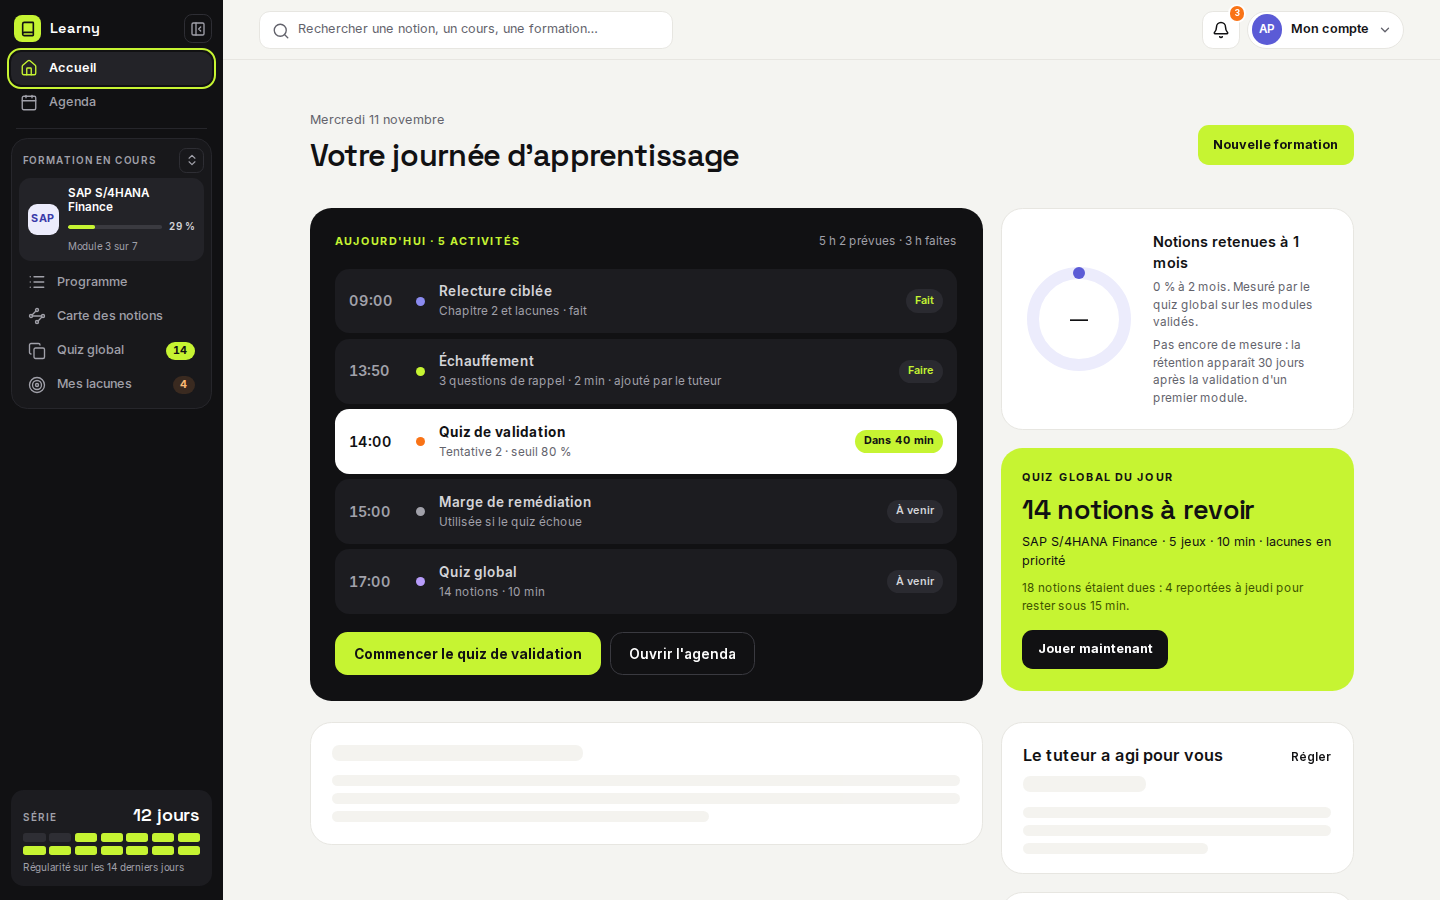 Learny
Accueil
Agenda
FORMATION EN COURS
SAP
SAP S/4HANA
Finance
29 %
Module 3 sur 7
Programme
Carte des notions
Quiz global
14
Mes lacunes
4
SÉRIE
12 jours
Régularité sur les 14 derniers jours
Rechercher une notion, un cours, une formation...
3
AP
Mon compte
Mercredi 11 novembre
Votre journée d'apprentissage
Nouvelle formation
AUJOURD'HUI · 5 ACTIVITÉS
5 h 2 prévues · 3 h faites
09:00
Relecture ciblée
Chapitre 2 et lacunes · fait
Fait
13:50
Échauffement
3 questions de rappel · 2 min · ajouté par le tuteur
Faire
14:00
Quiz de validation
Tentative 2 · seuil 80 %
Dans 40 min
15:00
Marge de remédiation
Utilisée si le quiz échoue
À venir
17:00
Quiz global
14 notions · 10 min
À venir
Commencer le quiz de validation
Ouvrir l'agenda
—
Notions retenues à 1
mois
0 % à 2 mois. Mesuré par le
quiz global sur les modules
validés.
Pas encore de mesure : la
rétention apparaît 30 jours
après la validation d'un
premier module.
QUIZ GLOBAL DU JOUR
14 notions à revoir
SAP S/4HANA Finance · 5 jeux · 10 min · lacunes en
priorité
18 notions étaient dues : 4 reportées à jeudi pour
rester sous 15 min.
Jouer maintenant
Le tuteur a agi pour vous
Régler